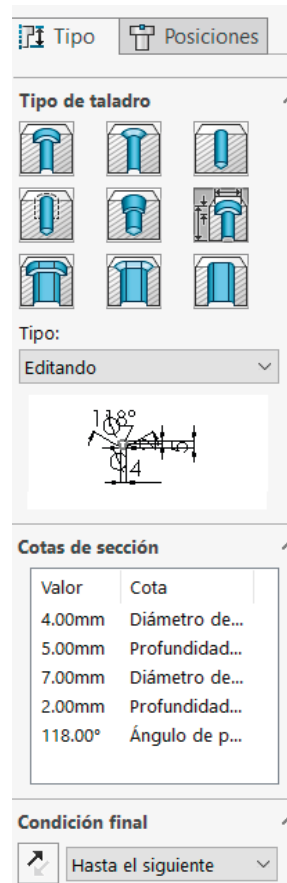 Tipo Posiciones
Tipo de taladro
Tipo:
Editando
118°
4
Cotas de sección
Valor Cota
4.00mm Diámetro de...
5.00mm Profundidad...
7.00mm Diámetro de...
2.00mm Profundidad...
118.00° Ángulo de p...
Condición final
Hasta el siguiente